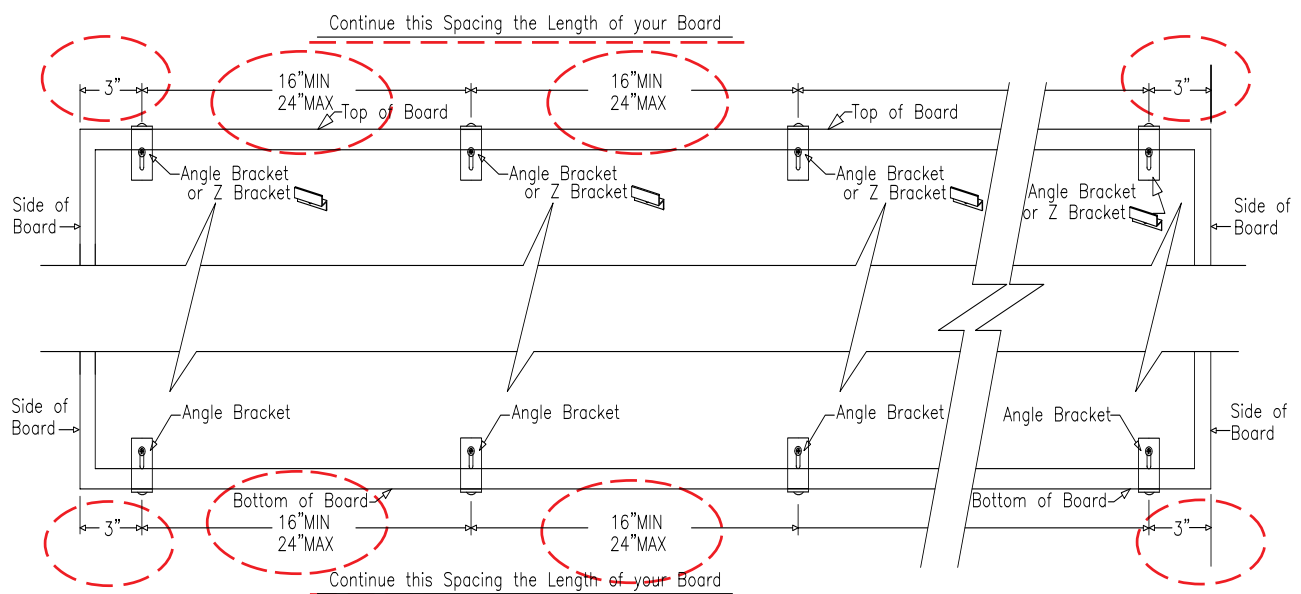 Continue this Spacing the Length of your Board
3”
16”MIN
24”MAX
16”MIN
24”MAX
3”
Top of Board
Top of Board
Angle Bracket
or Z Bracket
Angle Bracket
or Z Bracket
Angle Bracket
or Z Bracket
Angle Bracket
or Z Bracket
Side of
Board
Side of
Board
Side of
Board
Angle Bracket
Angle Bracket
Angle Bracket
Angle Bracket
Side of
Board
Bottom of Board
Bottom of Board
3”
16”MIN
24”MAX
16”MIN
24”MAX
3”
Continue this Spacing the Length of your Board